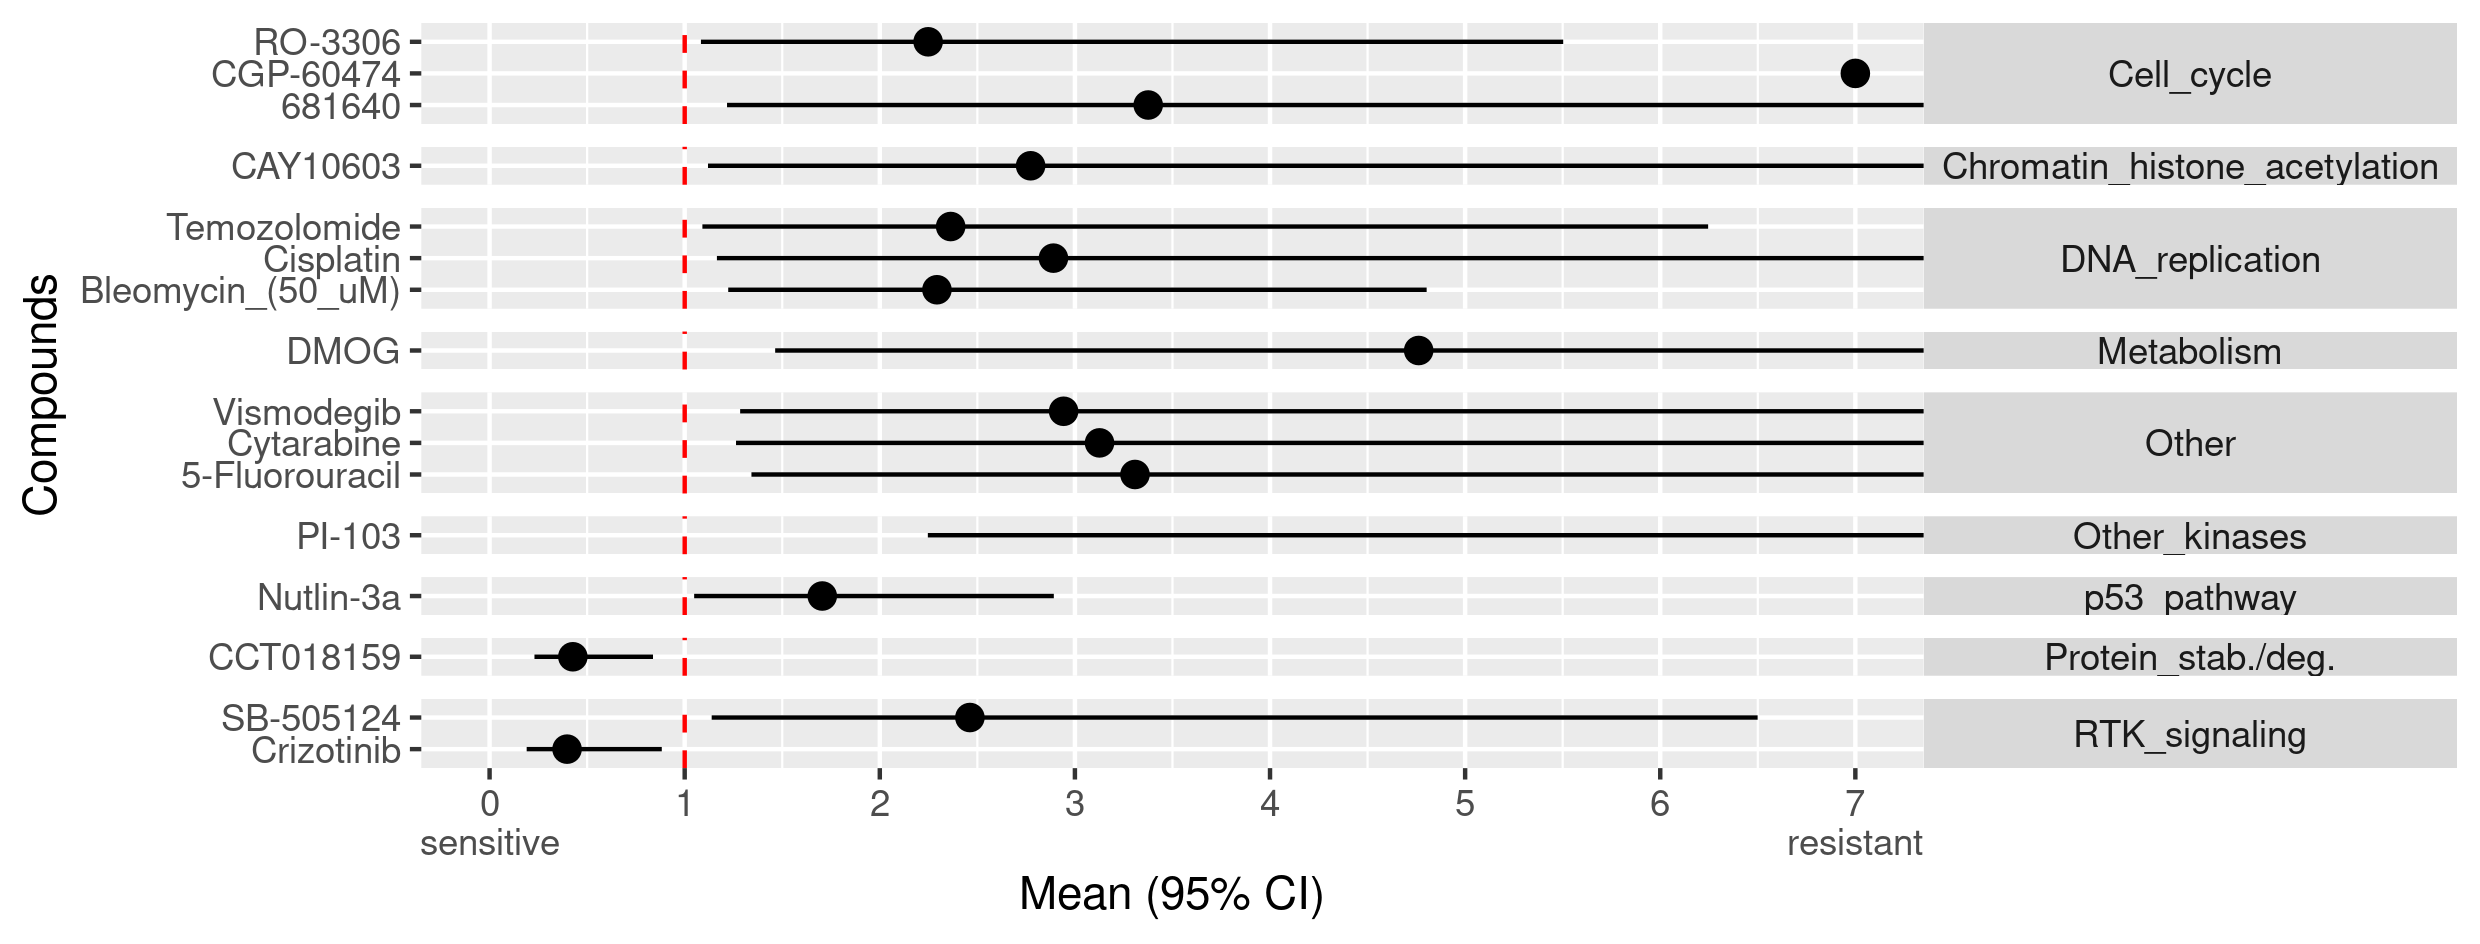 RO-3306
CGP-60474
681640
Cell_cycle
CAY10603
Chromatin_histone_acetylation
Temozolomide
Cisplatin
Bleomycin_(50_uM)
DNA_replication
DMOG
Metabolism
Vismodegib
Cytarabine
5-Fluorouracil
Other
PI-103
Other_kinases
Nutlin-3a
p53_pathway
CCT018159
Protein_stab./deg.
SB-505124
Crizotinib
RTK_signaling
Compounds
0 1 2 3 4 5 6 7
sensitive resistant
Mean (95% CI)